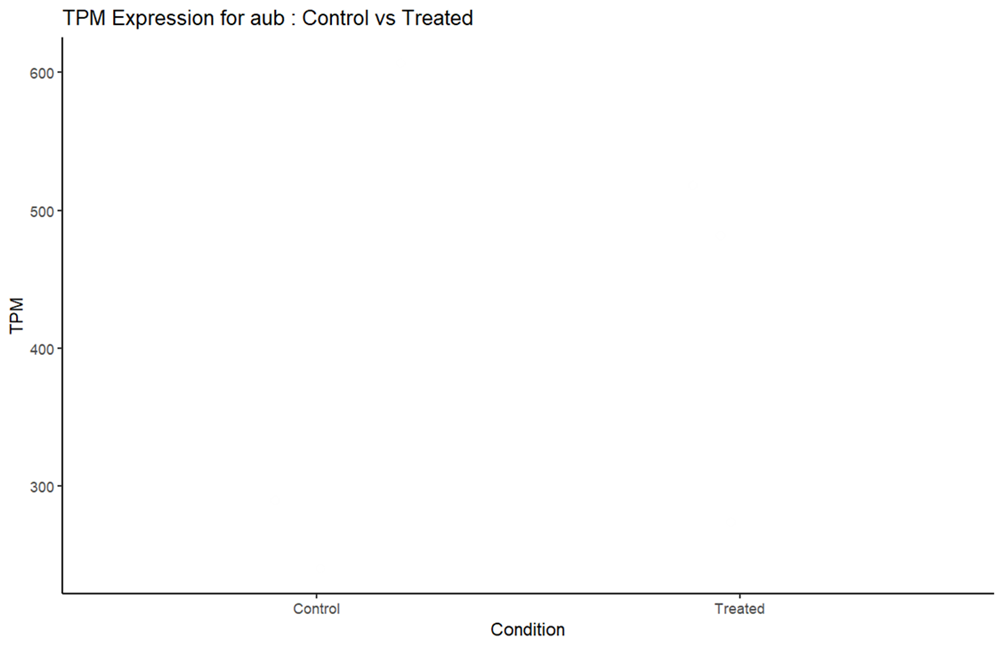 TPM Expression for aub : Control vs Treated
600
500
400
300
TPM
Control
Treated
Condition